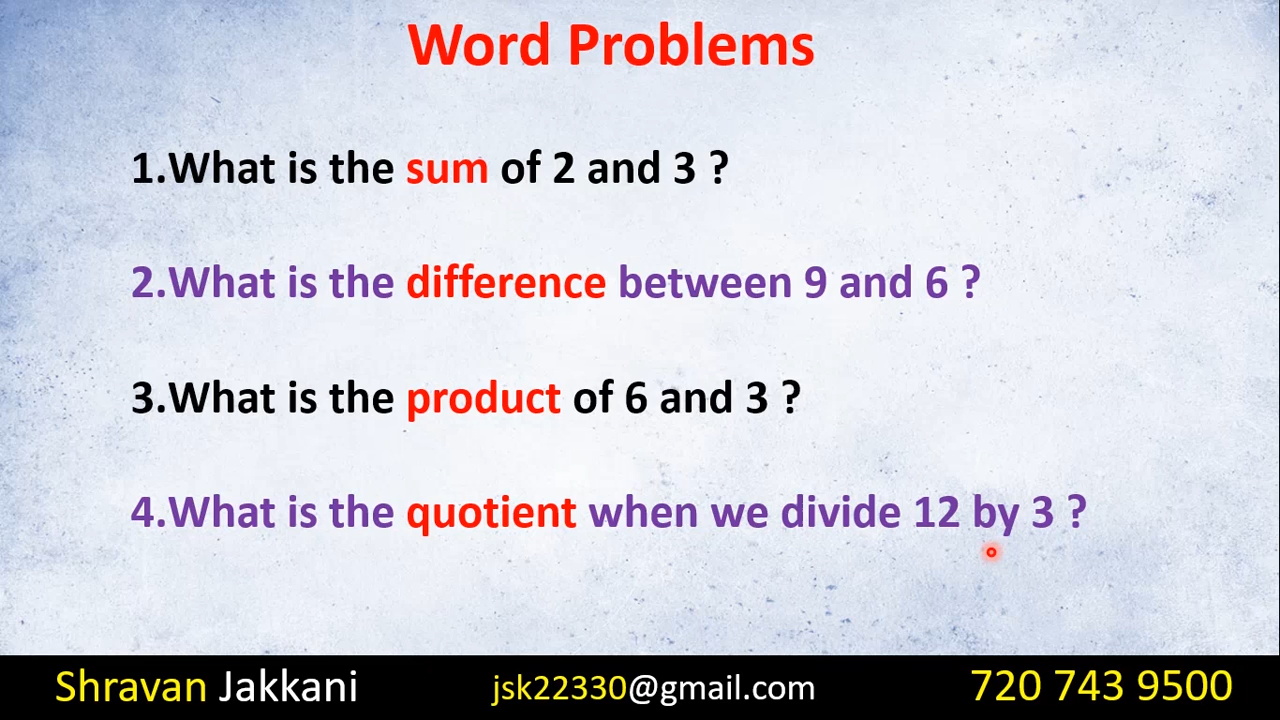 Word Problems
1.What is the sum of 2 and 3 ?
2.What is the difference between 9 and 6 ?
3.What is the product of 6 and 3 ?
4.What is the quotient when we divide 12 by 3 ?
Shravan Jakkani jsk22330@gmail.com 720 743 9500